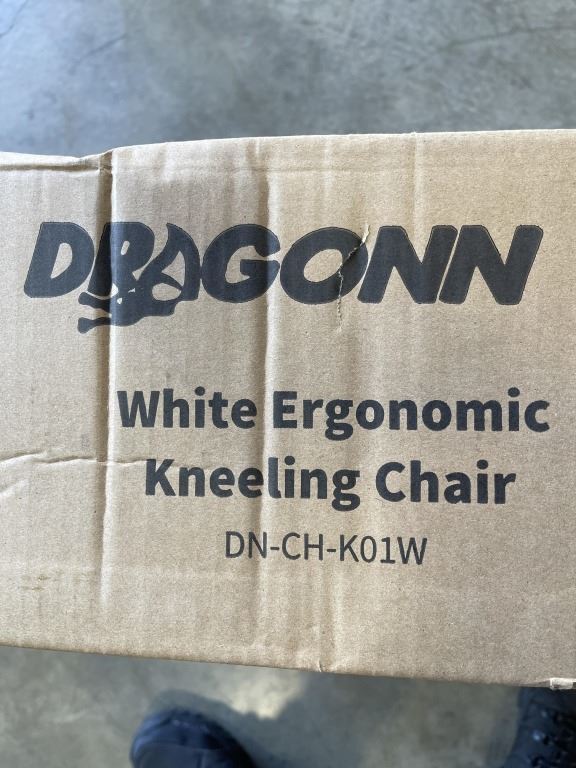 DRAGONN
White Ergonomic
Kneeling Chair
DN-CH-K01W